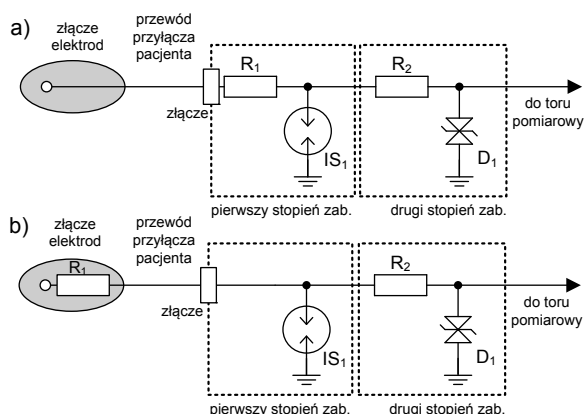 a)
złącze
elektrod
przewód
przyłącza
pacjenta
złącze
R1
IS1
R2
D1
do toru
pomiarowy
pierwszy stopień zab.
drugi stopień zab.
b)
złącze
elektrod
R1
przewód
przyłącza
pacjenta
złącze
IS1
R2
D1
do toru
pomiarowy
pierwszy stopień zab.
drugi stopień zab.